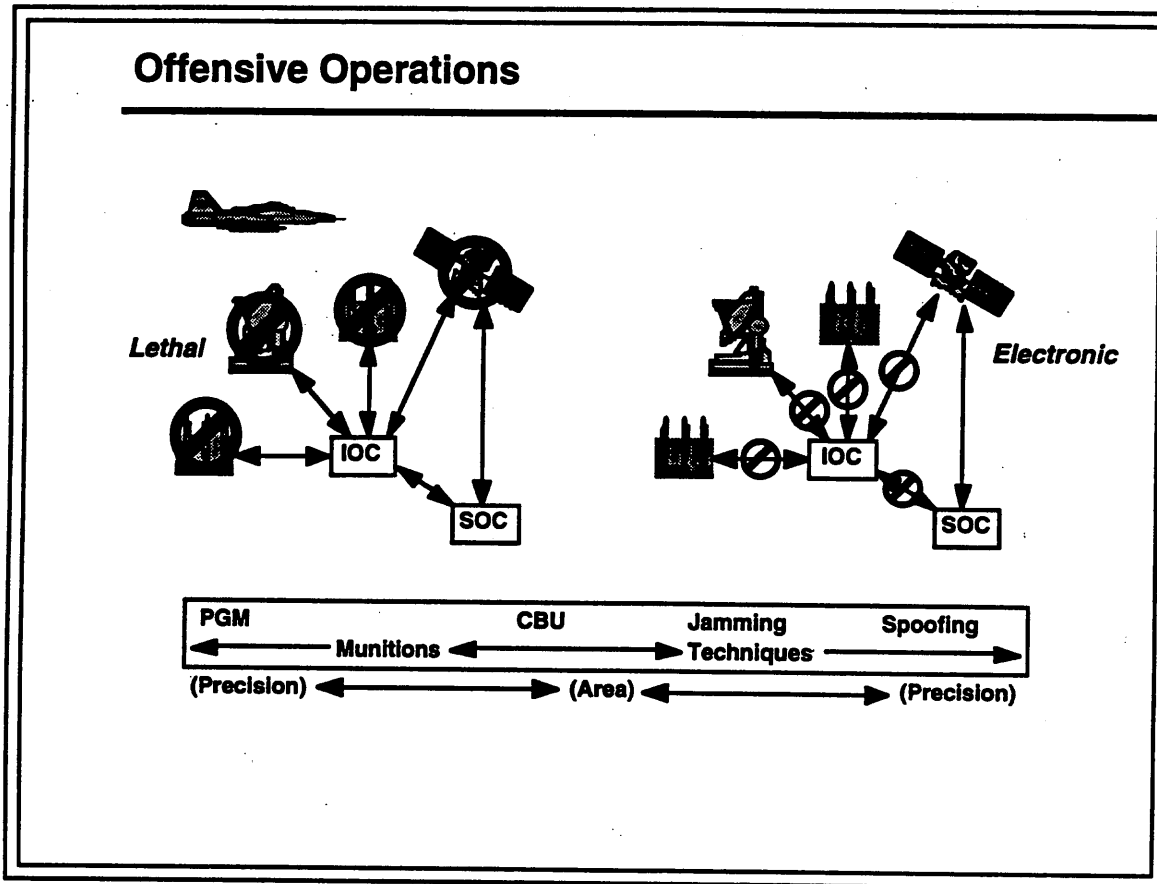 Offensive Operations
Lethal
IOC
SOC
Electronic
IOC
SOC
PGM CBU Jamming Spoofing
Munitions Techniques
(Precision) (Area) (Precision)